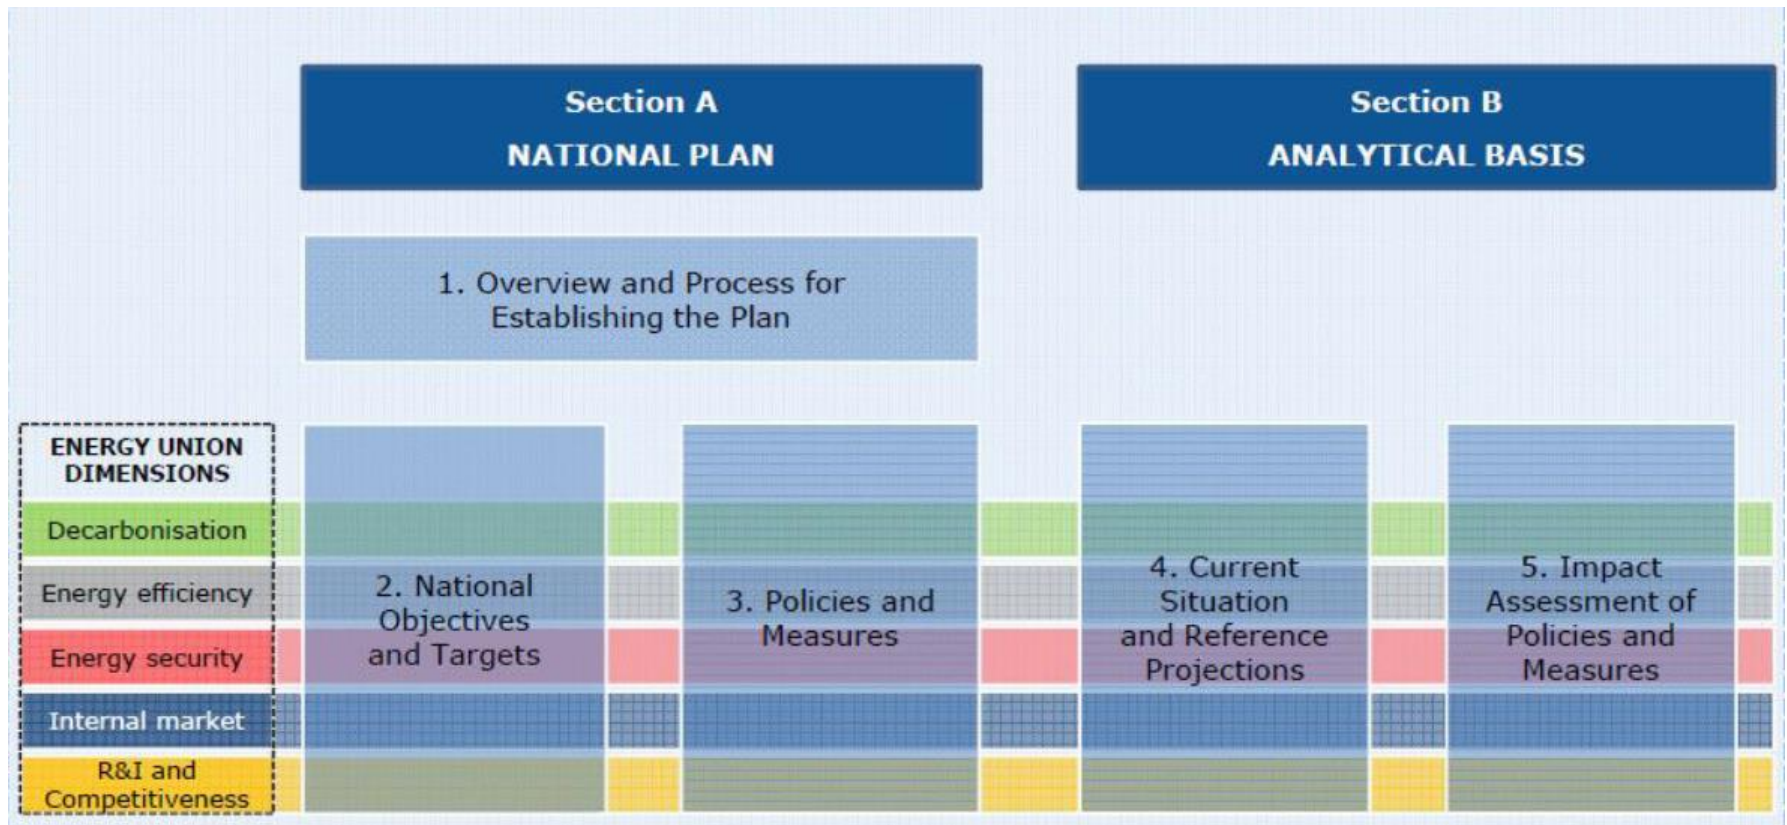 Section A
NATIONAL PLAN
Section B
ANALYTICAL BASIS
1. Overview and Process for
Establishing the Plan
ENERGY UNION
DIMENSIONS
Decarbonisation
Energy efficiency
Energy security
Internal market
R&I and
Competitiveness
2. National
Objectives
and Targets
3. Policies and
Measures
4. Current
Situation
and Reference
Projections
5. Impact
Assessment of
Policies and
Measures